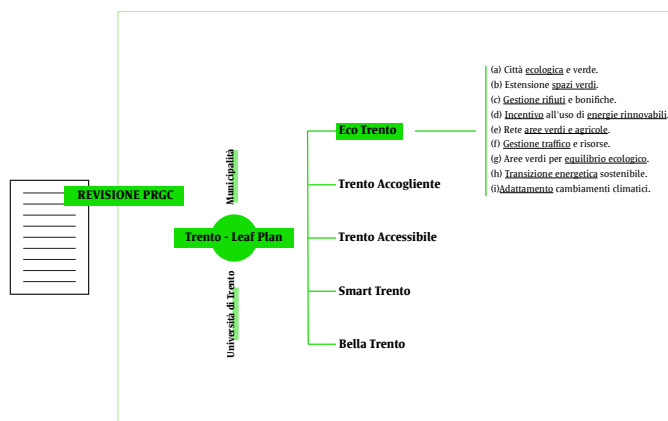 (a) Città ecologica e verde.
(b) Estensione spazi verdi.
(c) Gestione rifiuti e bonifiche.
(d) Incentivo all'uso di energie rinnovabili.
(e) Rete aree verdi e agricole.
(f) Gestione traffico e risorse.
(g) Aree verdi per equilibrio ecologico.
(h) Transizione energetica sostenibile.
(i)Adattamento cambiamenti climatici.
Eco Trento
Municipalità
Trento Accogliente
REVISIONE PRGC
Trento - Leaf Plan
Trento Accessibile
Università di Trento
Smart Trento
Bella Trento